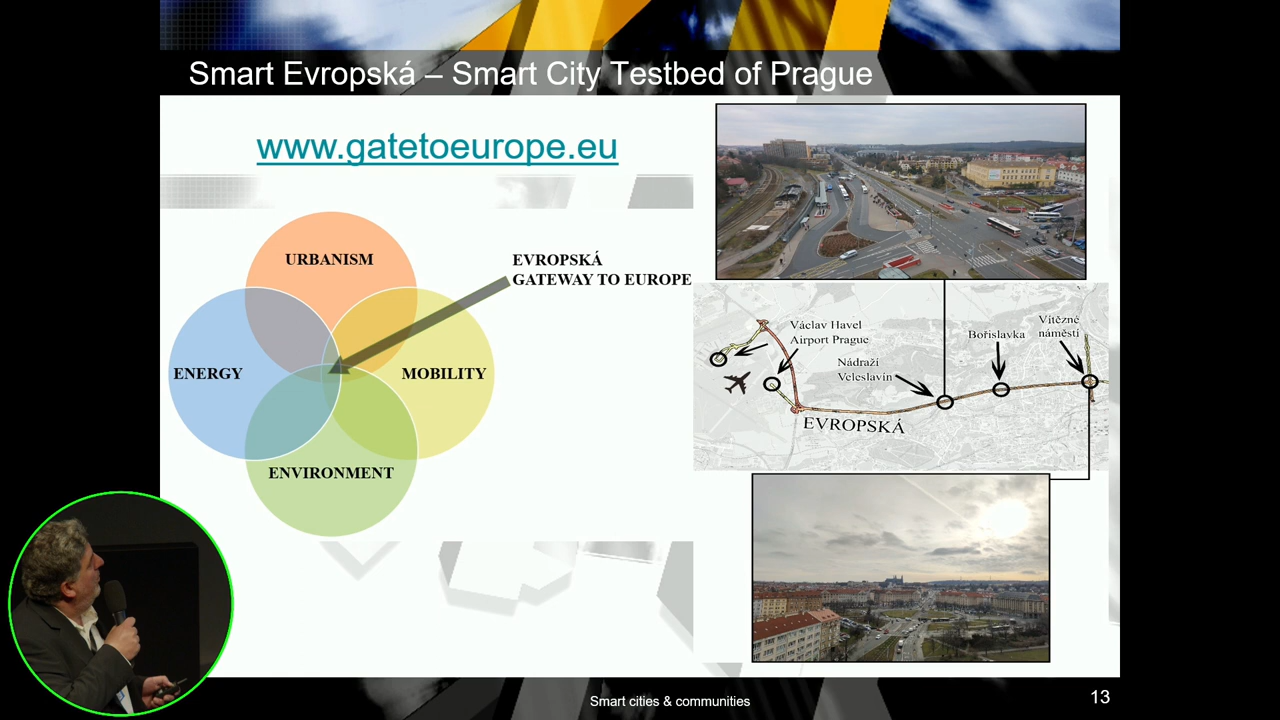 Smart Evropská – Smart City Testbed of Prague
www.gatetoeurope.eu
URBANISM
ENERGY
MOBILITY
ENVIRONMENT
EVROPSKÁ
GATEWAY TO EUROPE
Václav Havel
Airport Prague
Nádraží
Veleslavín
Bořislavka
Vítězné
náměstí
EVROPSKÁ
Smart cities & communities
13